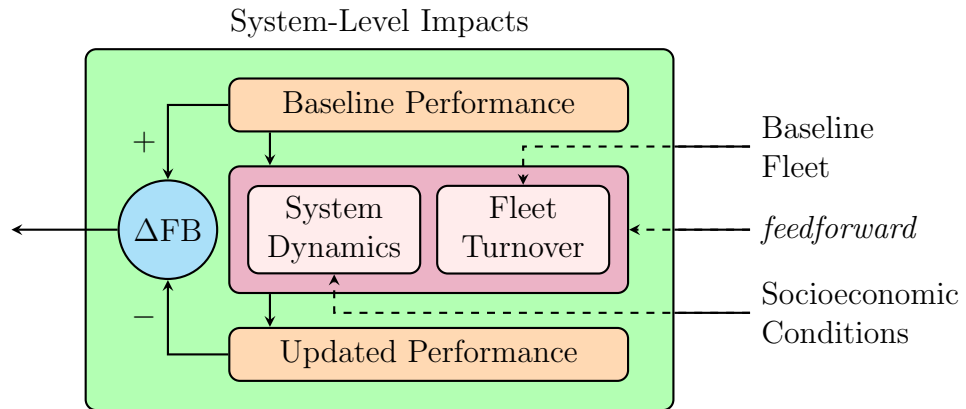 System-Level Impacts
Baseline Performance
+
Baseline
Fleet
System
Dynamics
Fleet
Turnover
ΔFB
feedforward
Socioeconomic
Conditions
−
Updated Performance